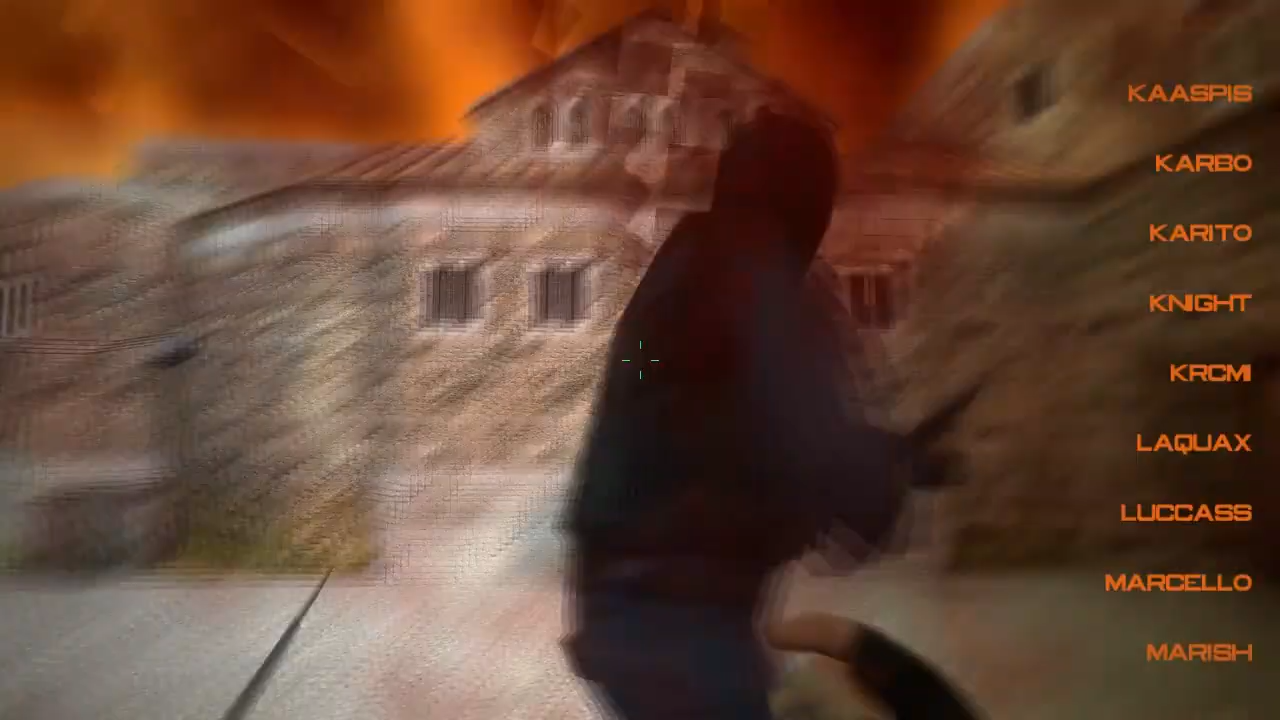 KAASPIS
KARBO
KARITO
KNIGHT
KRCMI
LAQUAX
LUCCASS
MARCELLO
MARISH